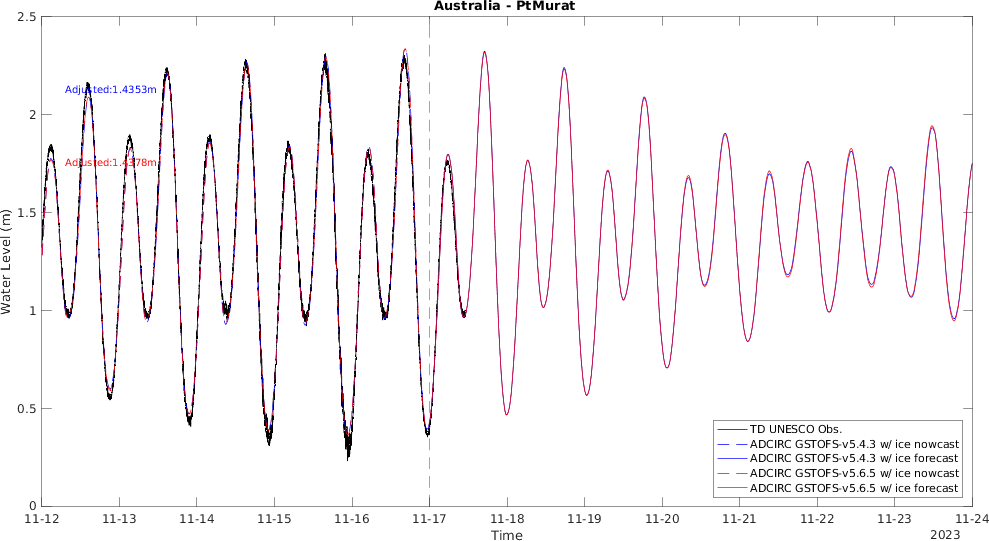 Australia - PtMurat
2.5
2
1.5
1
0.5
0
Water Level (m)
Adjusted:1.4353m
Adjusted:1.4378m
TD UNESCO Obs.
ADCIRC GSTOFS-v5.4.3 w/ ice nowcast
ADCIRC GSTOFS-v5.4.3 w/ ice forecast
ADCIRC GSTOFS-v5.6.5 w/ ice nowcast
ADCIRC GSTOFS-v5.6.5 w/ ice forecast
11-12 11-13 11-14 11-15 11-16 11-17 11-18 11-19 11-20 11-21 11-22 11-23 11-24
Time
2023